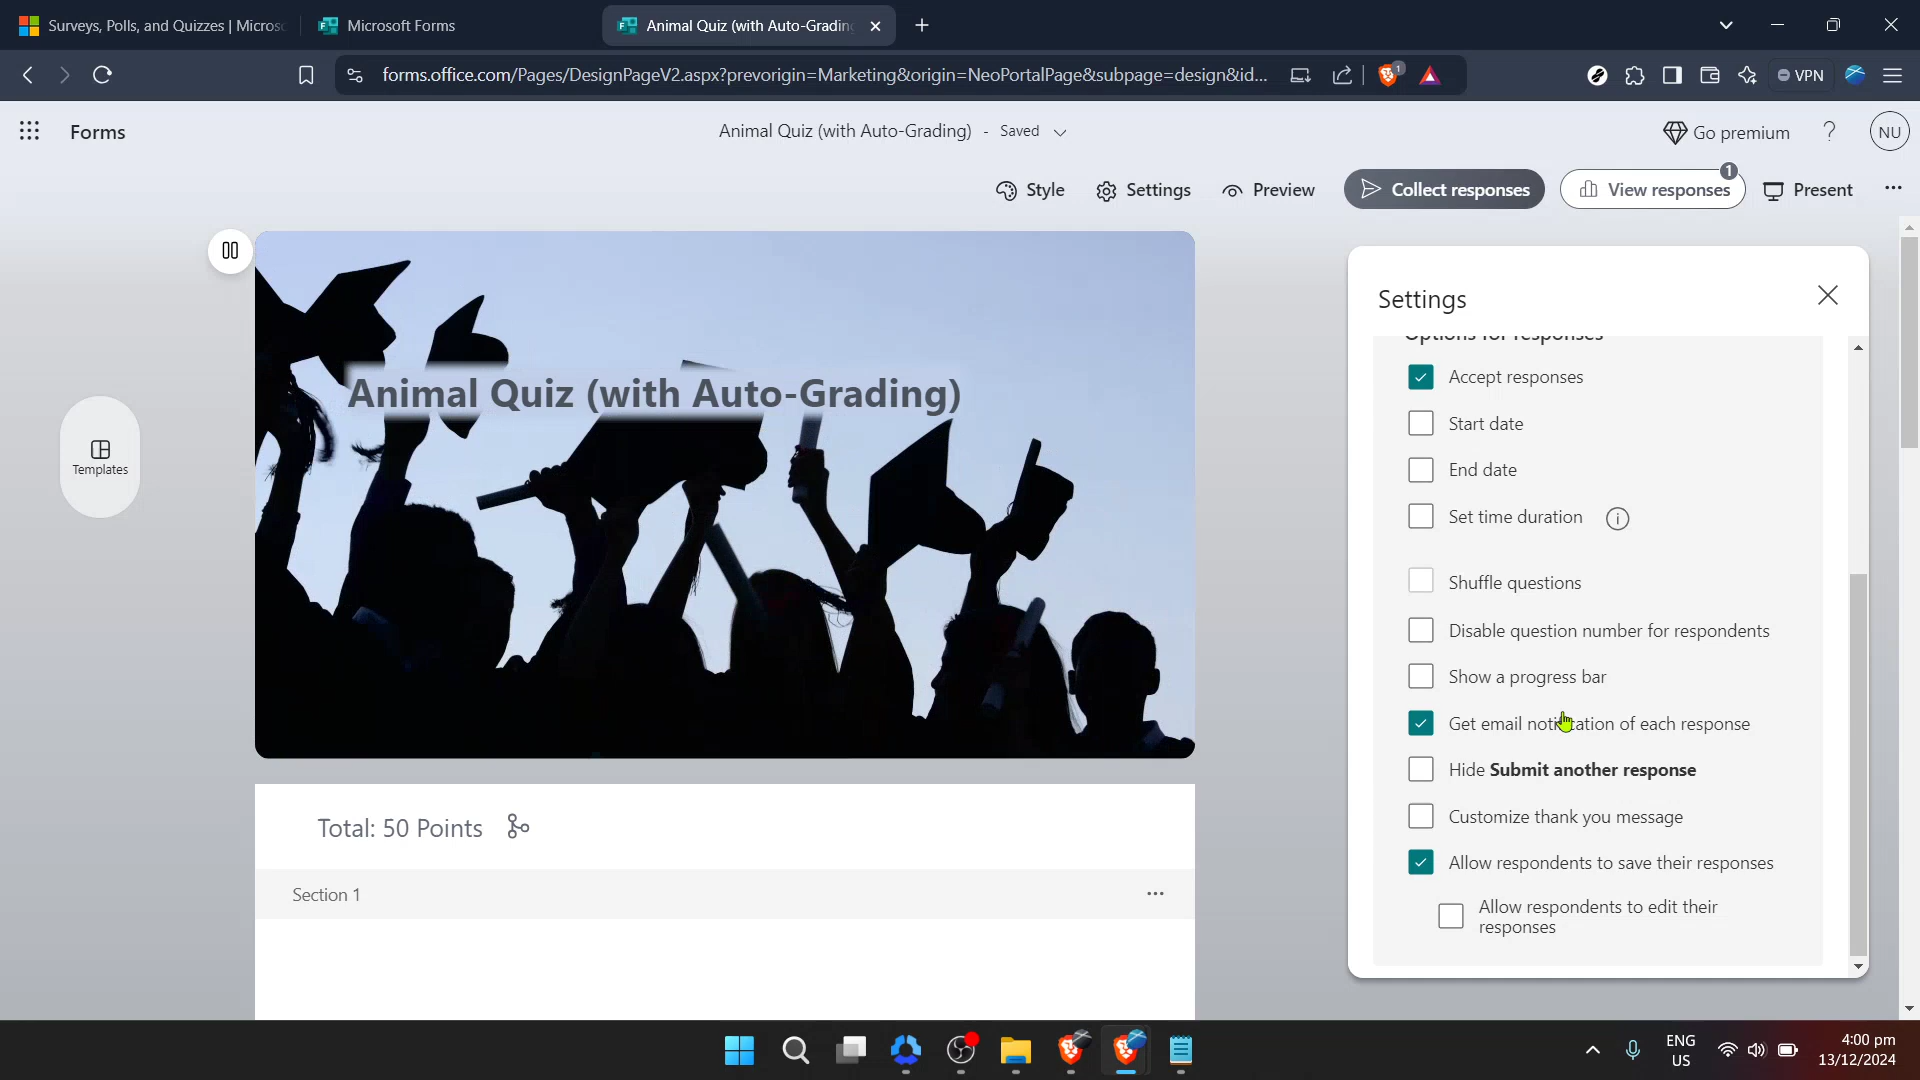 Surveys, Polls, and Quizzes | Micros
Microsoft Forms
Animal Quiz (with Auto-Gradin
forms.office.com/Pages/DesignPageV2.aspx?prevorigin=Marketing&origin=NeoPortalPage&subpage=design&id...
1
VPN
Forms
Animal Quiz (with Auto-Grading) - Saved
Go premium
?
NU
Style
Settings
Preview
Collect responses
View responses
1
Present
Templates
Animal Quiz (with Auto-Grading)
Total: 50 Points
Section 1
Settings
Options for responses
Accept responses
Start date
End date
Set time duration
Shuffle questions
Disable question number for respondents
Show a progress bar
Get email notification of each response
Hide Submit another response
Customize thank you message
Allow respondents to save their responses
Allow respondents to edit their
responses
ENG
US
4:00 pm
13/12/2024